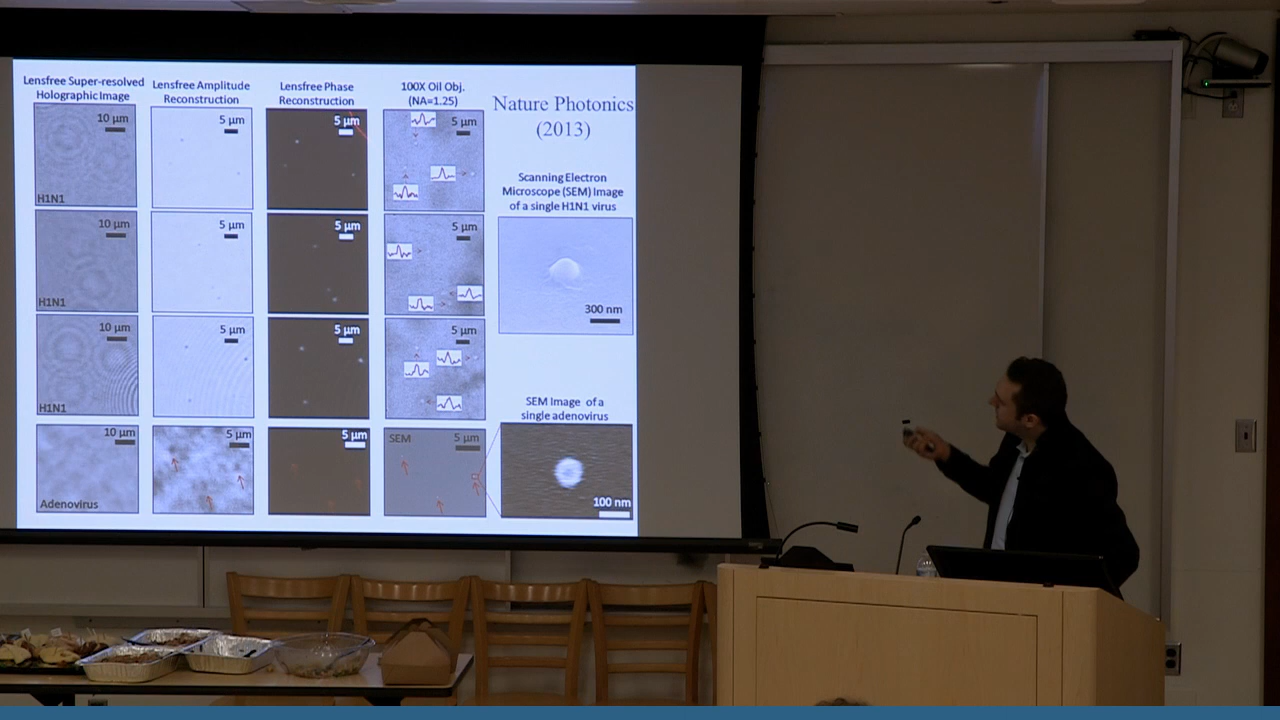 Lensfree Super-resolved
Holographic Image
Lensfree Amplitude
Reconstruction
Lensfree Phase
Reconstruction
100X Oil Obj.
(NA=1.25)
Nature Photonics
(2013)
10 µm
H1N1
5 µm
5 µm
5 µm
Scanning Electron
Microscope (SEM) Image
of a single H1N1 virus
300 nm
10 µm
H1N1
5 µm
5 µm
5 µm
10 µm
H1N1
5 µm
5 µm
5 µm
SEM Image of a
single adenovirus
10 µm
Adenovirus
5 µm
5 µm
SEM
5 µm
100 nm